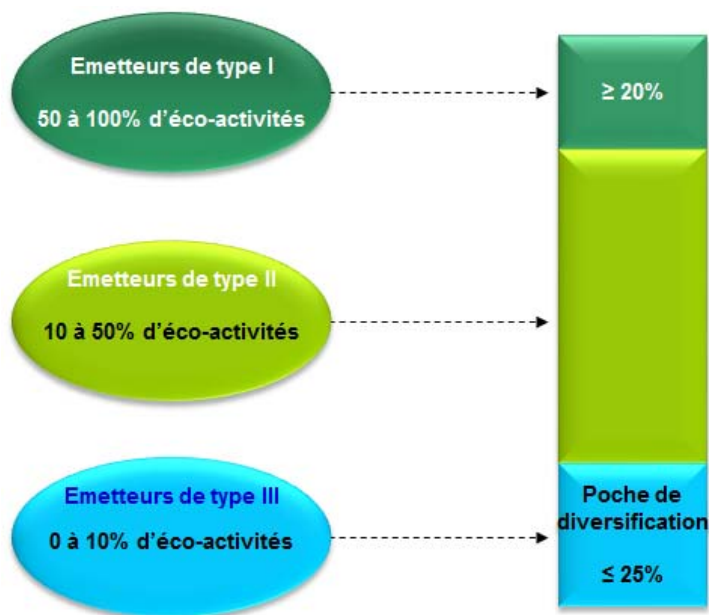 Emetteurs de type I
50 à 100% d'éco-activités
≥ 20%
Emetteurs de type II
10 à 50% d'éco-activités
Emetteurs de type III
0 à 10% d'éco-activités
Poche de
diversification
≤ 25%